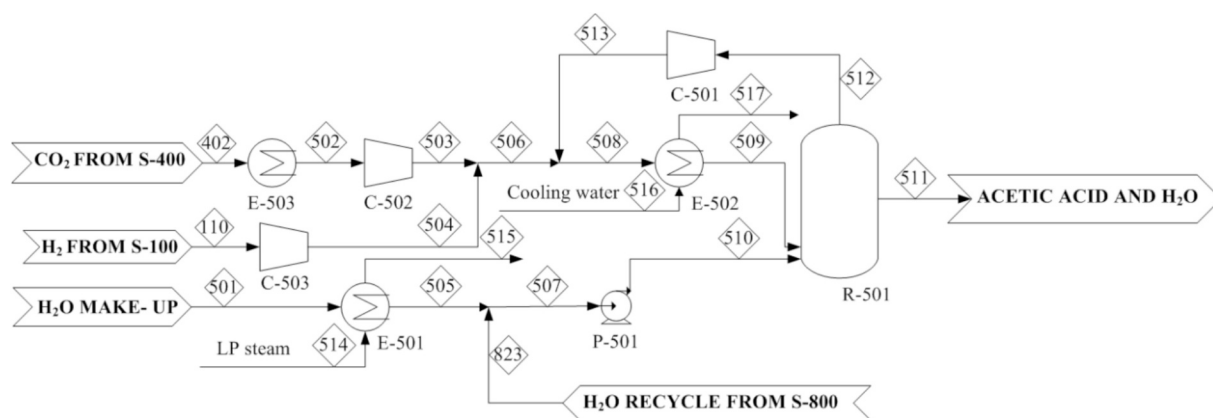 513
C-501
517
512
402
502
503
506
508
509
CO₂ FROM S-400
E-503
C-502
Cooling water
516
E-502
511
ACETIC ACID AND H₂O
110
504
515
510
H₂ FROM S-100
C-503
R-501
501
505
507
H₂O MAKE- UP
LP steam
514
E-501
P-501
823
H₂O RECYCLE FROM S-800